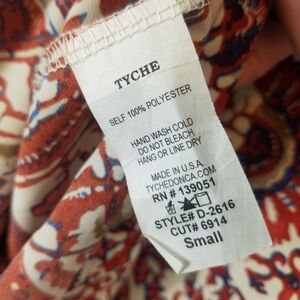 TYCHE
SELF 100% POLYESTER
HAND WASH COLD
DO NOT BLEACH
HANG OR LINE DRY
MADE IN U.S.A.
TYCHEDONCA.COM
RN # 139051
STYLE# D-2616
CUT# 6914
Small